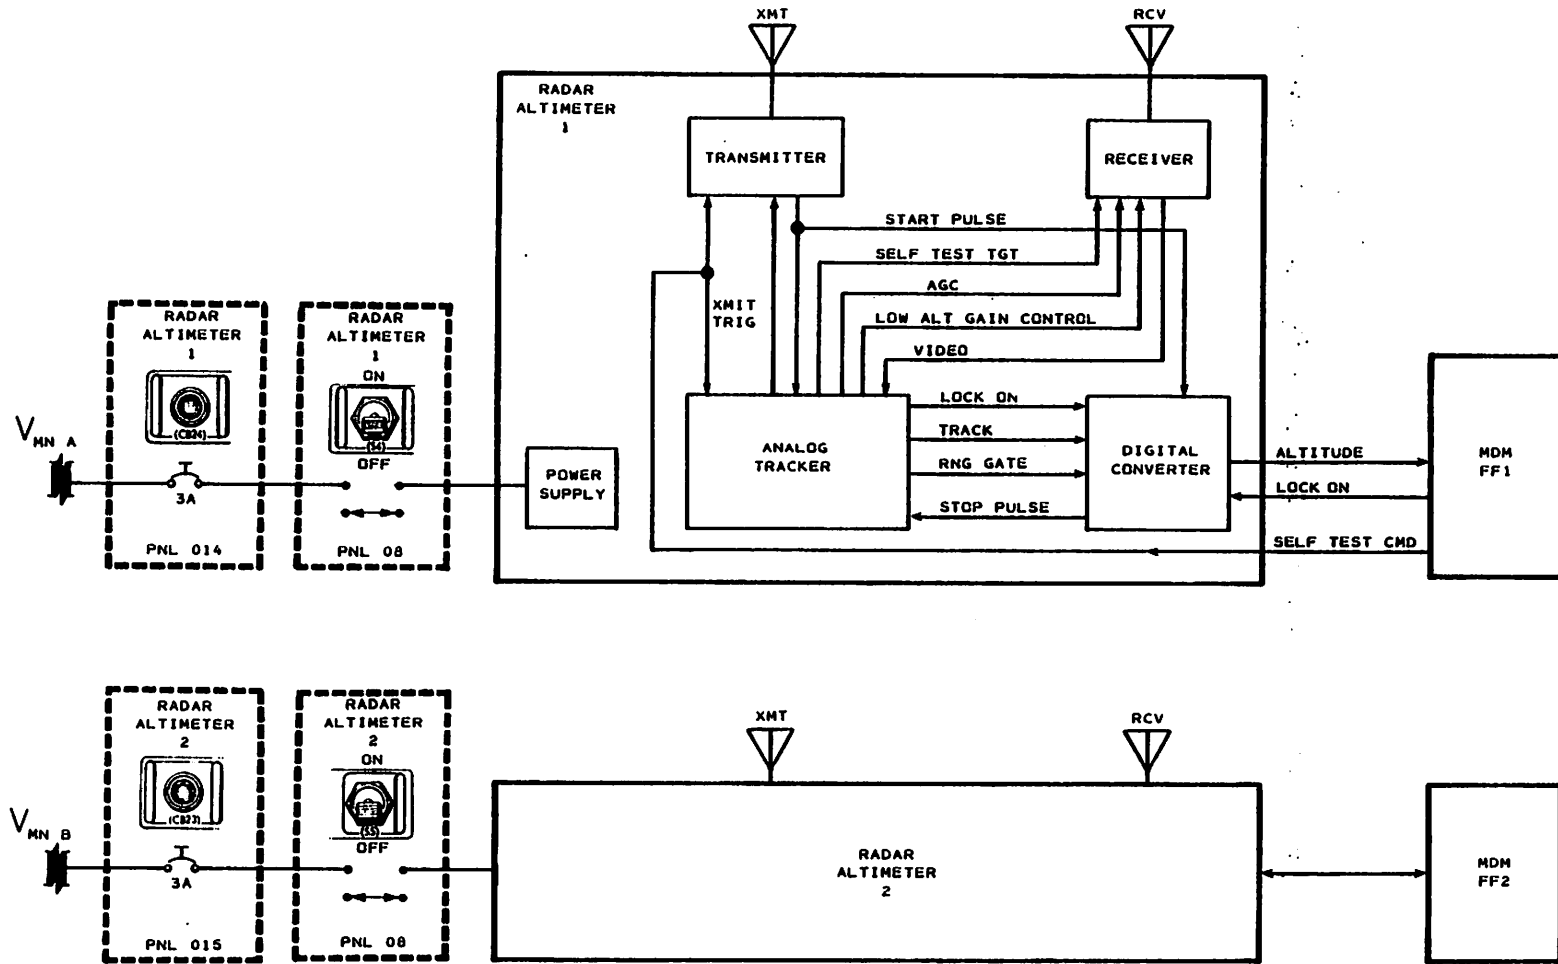 XMT
RCV
RADAR
ALTIMETER
1
TRANSMITTER
RECEIVER
START PULSE
SELF TEST TGT
AGC
XMIT
TRIG
LOW ALT GAIN CONTROL
VIDEO
RADAR
ALTIMETER
1
(CB24)
3A
PNL 014
RADAR
ALTIMETER
1
ON
(S4)
OFF
PNL 08
V MN A
POWER
SUPPLY
ANALOG
TRACKER
LOCK ON
TRACK
RNG GATE
STOP PULSE
DIGITAL
CONVERTER
ALTITUDE
LOCK ON
SELF TEST CMD
MDM
FF1
RADAR
ALTIMETER
2
(CB23)
3A
PNL 015
RADAR
ALTIMETER
2
ON
(S5)
OFF
PNL 08
V MN B
XMT
RCV
RADAR
ALTIMETER
2
MDM
FF2